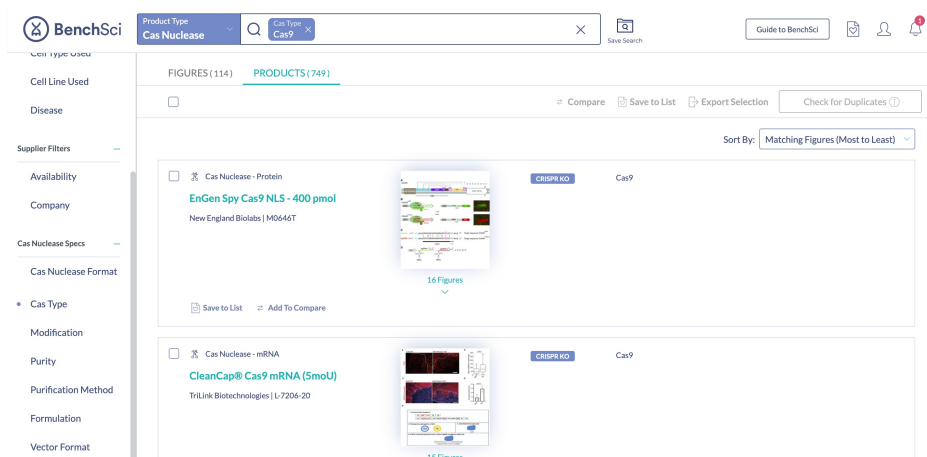 BenchSci
Product Type
Cas Nuclease
Cas Type
Cas9
Save Search
Guide to BenchSci
1
Cell Type Used
Cell Line Used
Disease
Supplier Filters
Availability
Company
Cas Nuclease Specs
Cas Nuclease Format
Cas Type
Modification
Purity
Purification Method
Formulation
Vector Format
FIGURES (114)
PRODUCTS (749)
Compare
Save to List
Export Selection
Check for Duplicates
Sort By: Matching Figures (Most to Least)
Cas Nuclease - Protein
EnGen Spy Cas9 NLS - 400 pmol
New England Biolabs | M0646T
16 Figures
CRISPR KO
Cas9
Save to List
Add To Compare
Cas Nuclease - mRNA
CleanCap® Cas9 mRNA (5moU)
TriLink Biotechnologies | L-7206-20
CRISPR KO
Cas9
15 Figures